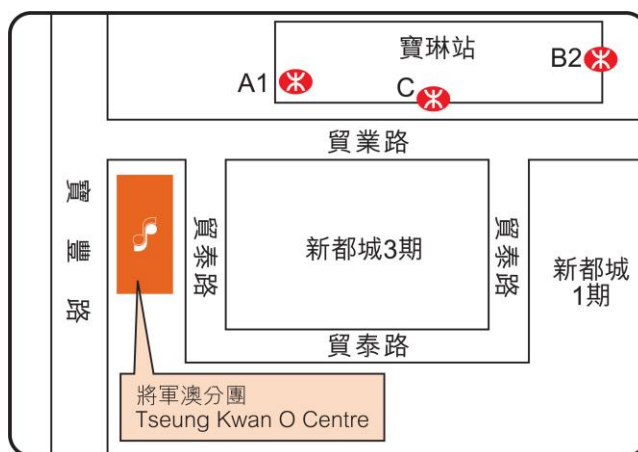 寶琳站
A1
B2
C
貿業路
寶豐路
貿泰路
新都城3期
貿泰路
新都城
1期
貿泰路
將軍澳分團
Tseung Kwan O Centre